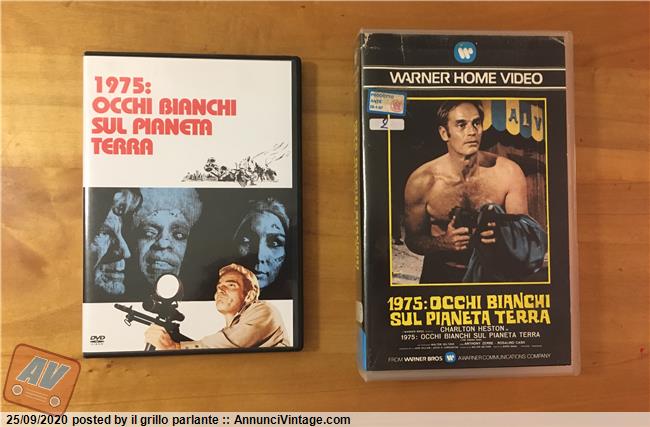 1975:
OCCHI BIANCHI
SUL PIANETA
TERRA
DVD
WARNER HOME VIDEO
PRODOTTO
ANTE
2
A L V
1975: OCCHI BIANCHI
SUL PIANETA TERRA
CHARLTON HESTON
1975: OCCHI BIANCHI SUL PIANETA TERRA
ANTHONY ZERBE ROSALIND CASH
FROM WARNER BROS A WARNER COMMUNICATIONS COMPANY
AV
25/09/2020 posted by il grillo parlante :: AnnunciVintage.com